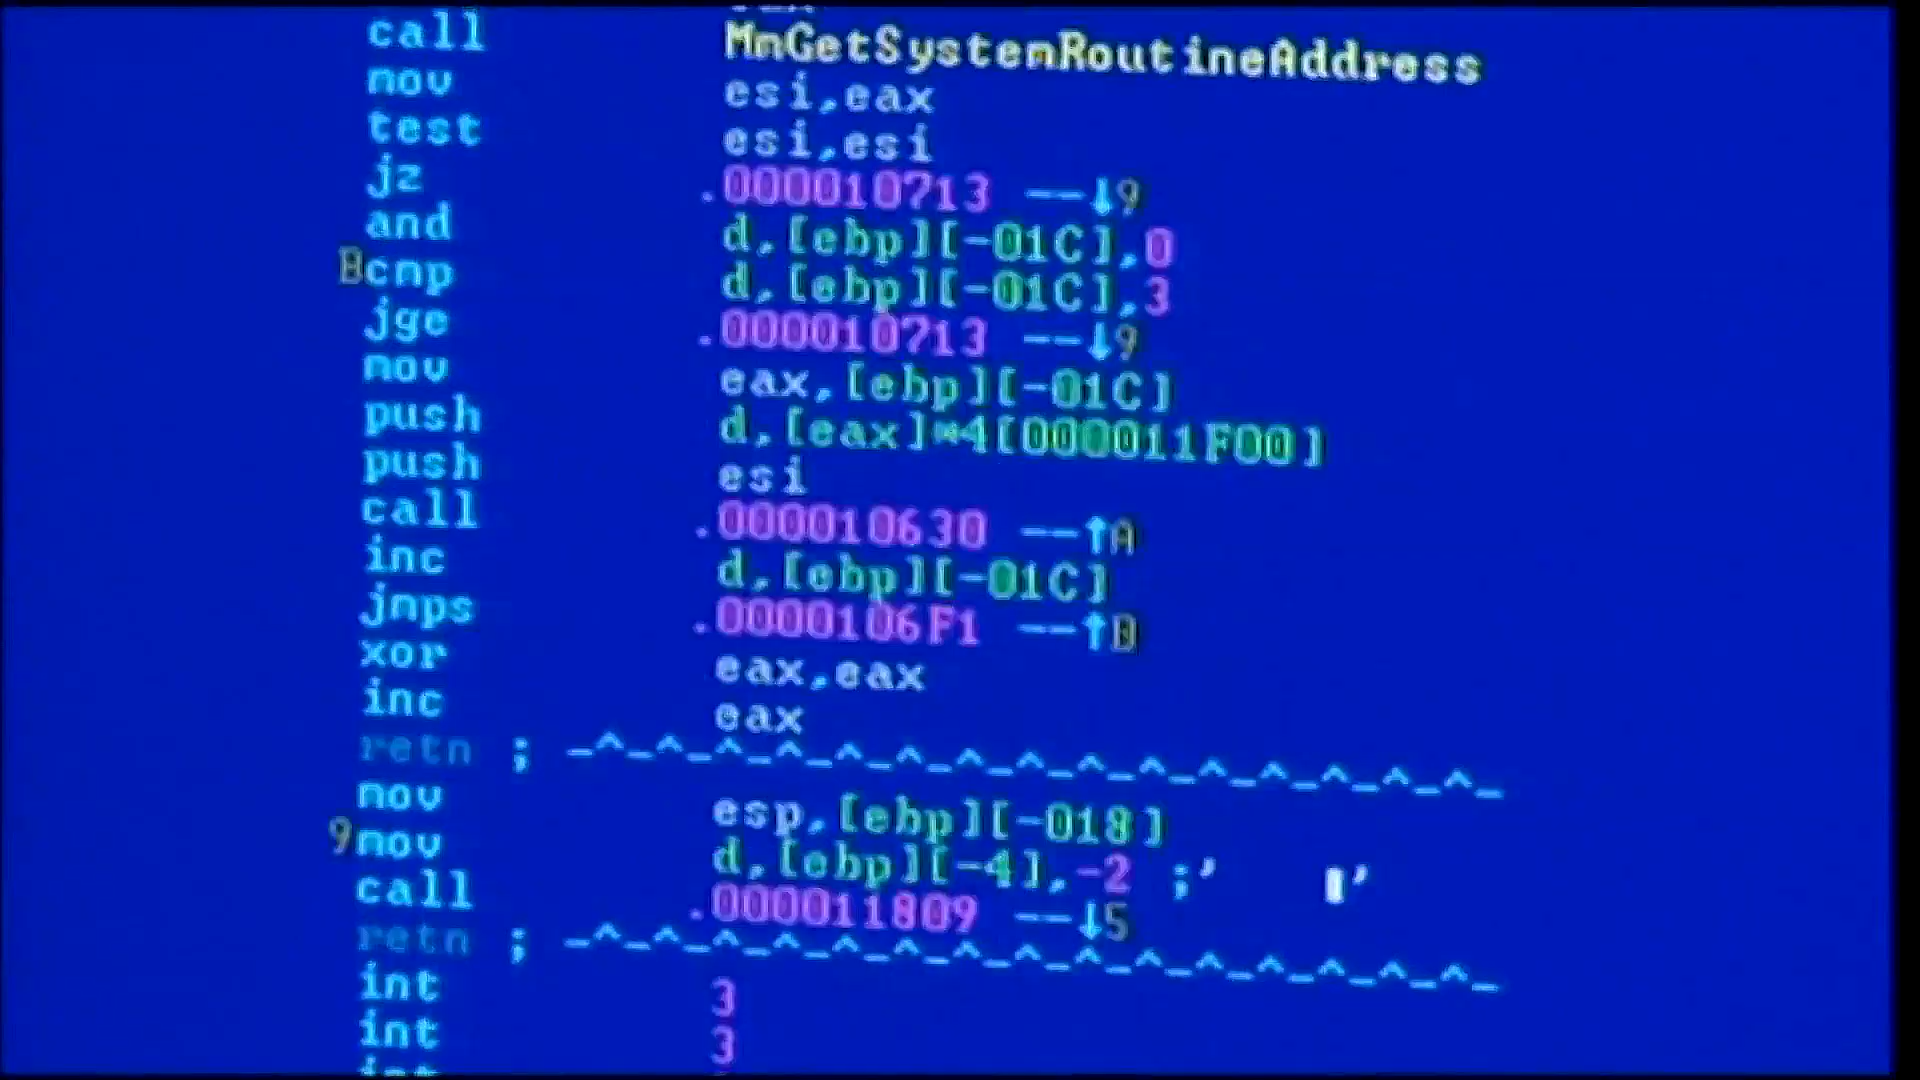 call MmGetSystemRoutineAddress
mov esi,eax
test esi,esi
jz .000010713 --↓9
and d,[ebp][-01C],0
Bcmp d,[ebp][-01C],3
jge .000010713 --↓9
mov eax,[ebp][-01C]
push d,[eax]*4[000011F00]
push esi
call .000010630 --↑A
inc d,[ebp][-01C]
jmps .0000106F1 --↑B
xor eax,eax
inc eax
retn ; _^_^_^_^_^_^_^_^_^_^_^_^_^_^_^_
mov esp,[ebp][-018]
9mov d,[ebp][-4],-2 ;' ▮'
call .000011809 --↓5
retn ; _^_^_^_^_^_^_^_^_^_^_^_^_^_^_^_
int 3
int 3